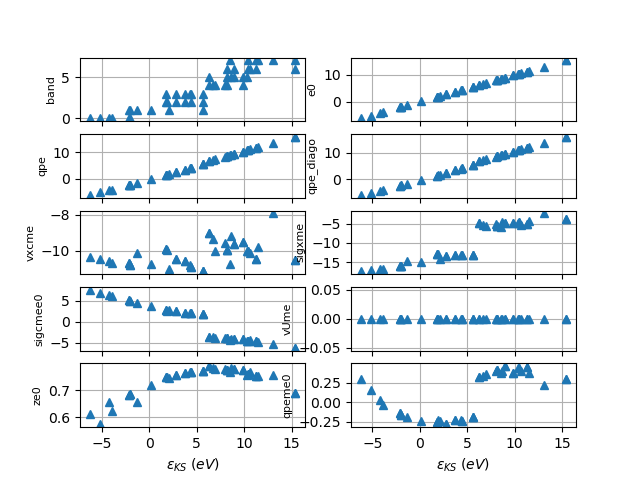 5
0
band
10
0
e0
10
0
qpe
10
0
qpe_diago
−8
−10
vxcme
−5
−10
−15
sigxme
5
0
−5
sigcmee0
0.05
0.00
−0.05
vUme
0.7
0.6
ze0
0.25
0.00
−0.25
qpeme0
−5 0 5 10 15
−5 0 5 10 15
εKS (eV)
εKS (eV)